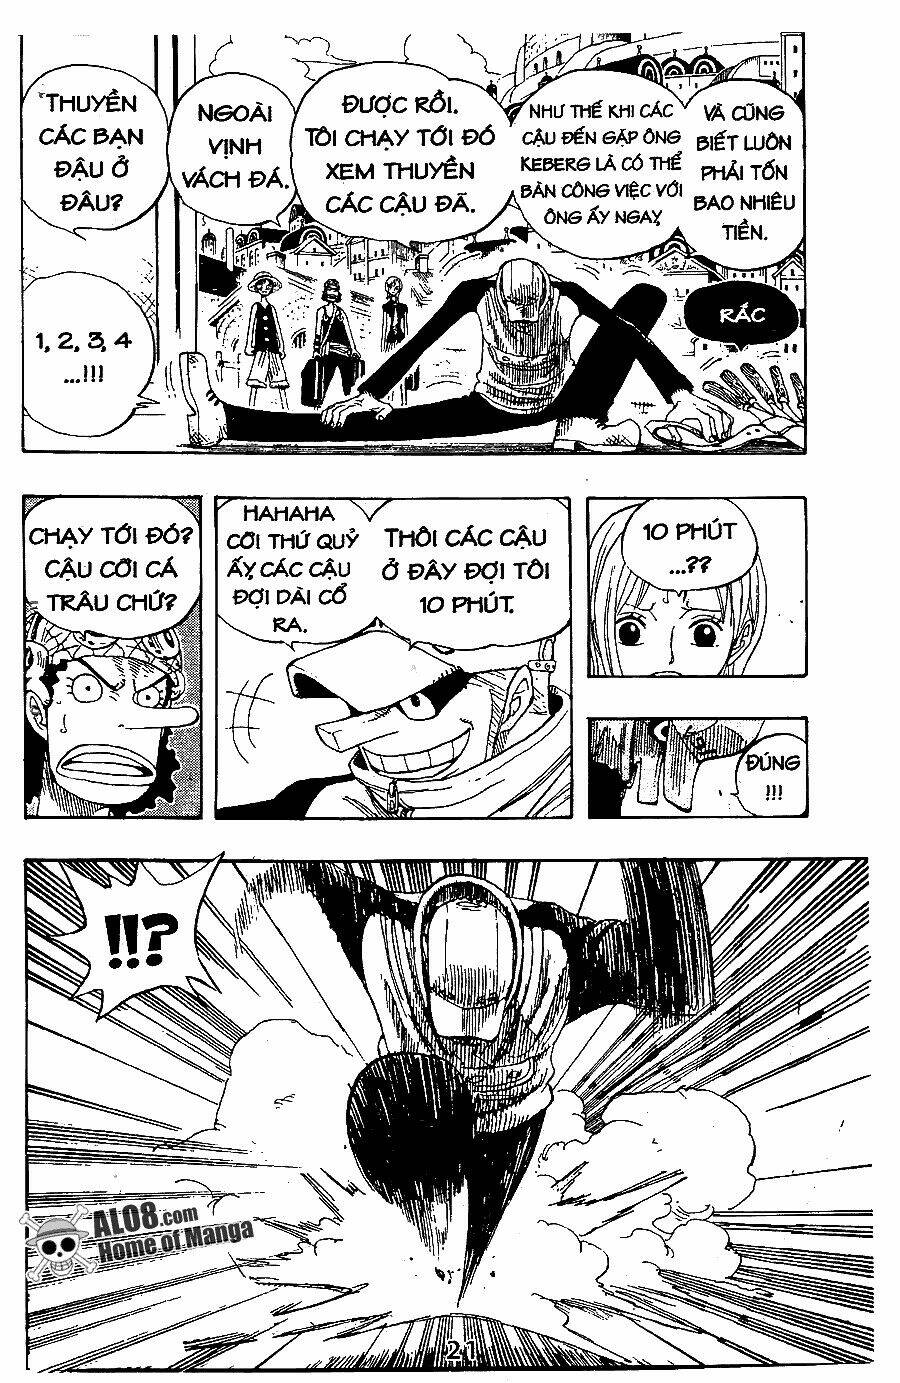 "THUYỀN
CÁC BẠN
ĐẬU Ở
ĐÂU?
NGOÀI
VỊNH
VÁCH ĐÁ.
ĐƯỢC RỒI.
TÔI CHẠY TỚI ĐÓ
XEM THUYỀN
CÁC CẬU ĐÃ.
NHƯ THẾ KHI CÁC
CẬU ĐẾN GẶP ÔNG
KEBERG LÀ CÓ THỂ
BÀN CÔNG VIỆC VỚI
ÔNG ẤY NGAY,
VÀ CŨNG
BIẾT LUÔN
PHẢI TỐN
BAO NHIÊU
TIỀN.
RẮC
1, 2, 3, 4
...!!!
CHẠY TỚI ĐÓ?
CẬU CỠI CÁ
TRÂU CHỨ?
HAHAHA
CỠI THỨ QUỶ
ẤY, CÁC CẬU
ĐỢI DÀI CỔ
RA.
THÔI CÁC CẬU
Ở ĐÂY ĐỢI TÔI
10 PHÚT.
10 PHÚT
...??
ĐÚNG
!!!
!!?
AL08.com
Home of Manga
21